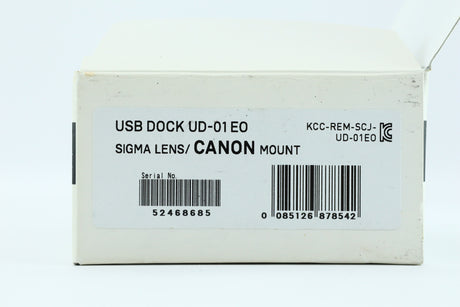 USB DOCK UD-01 EO
SIGMA LENS/ CANON MOUNT
KCC-REM-SCJ-
UD-01EO
Serial No.
52468685
0 085126 878542